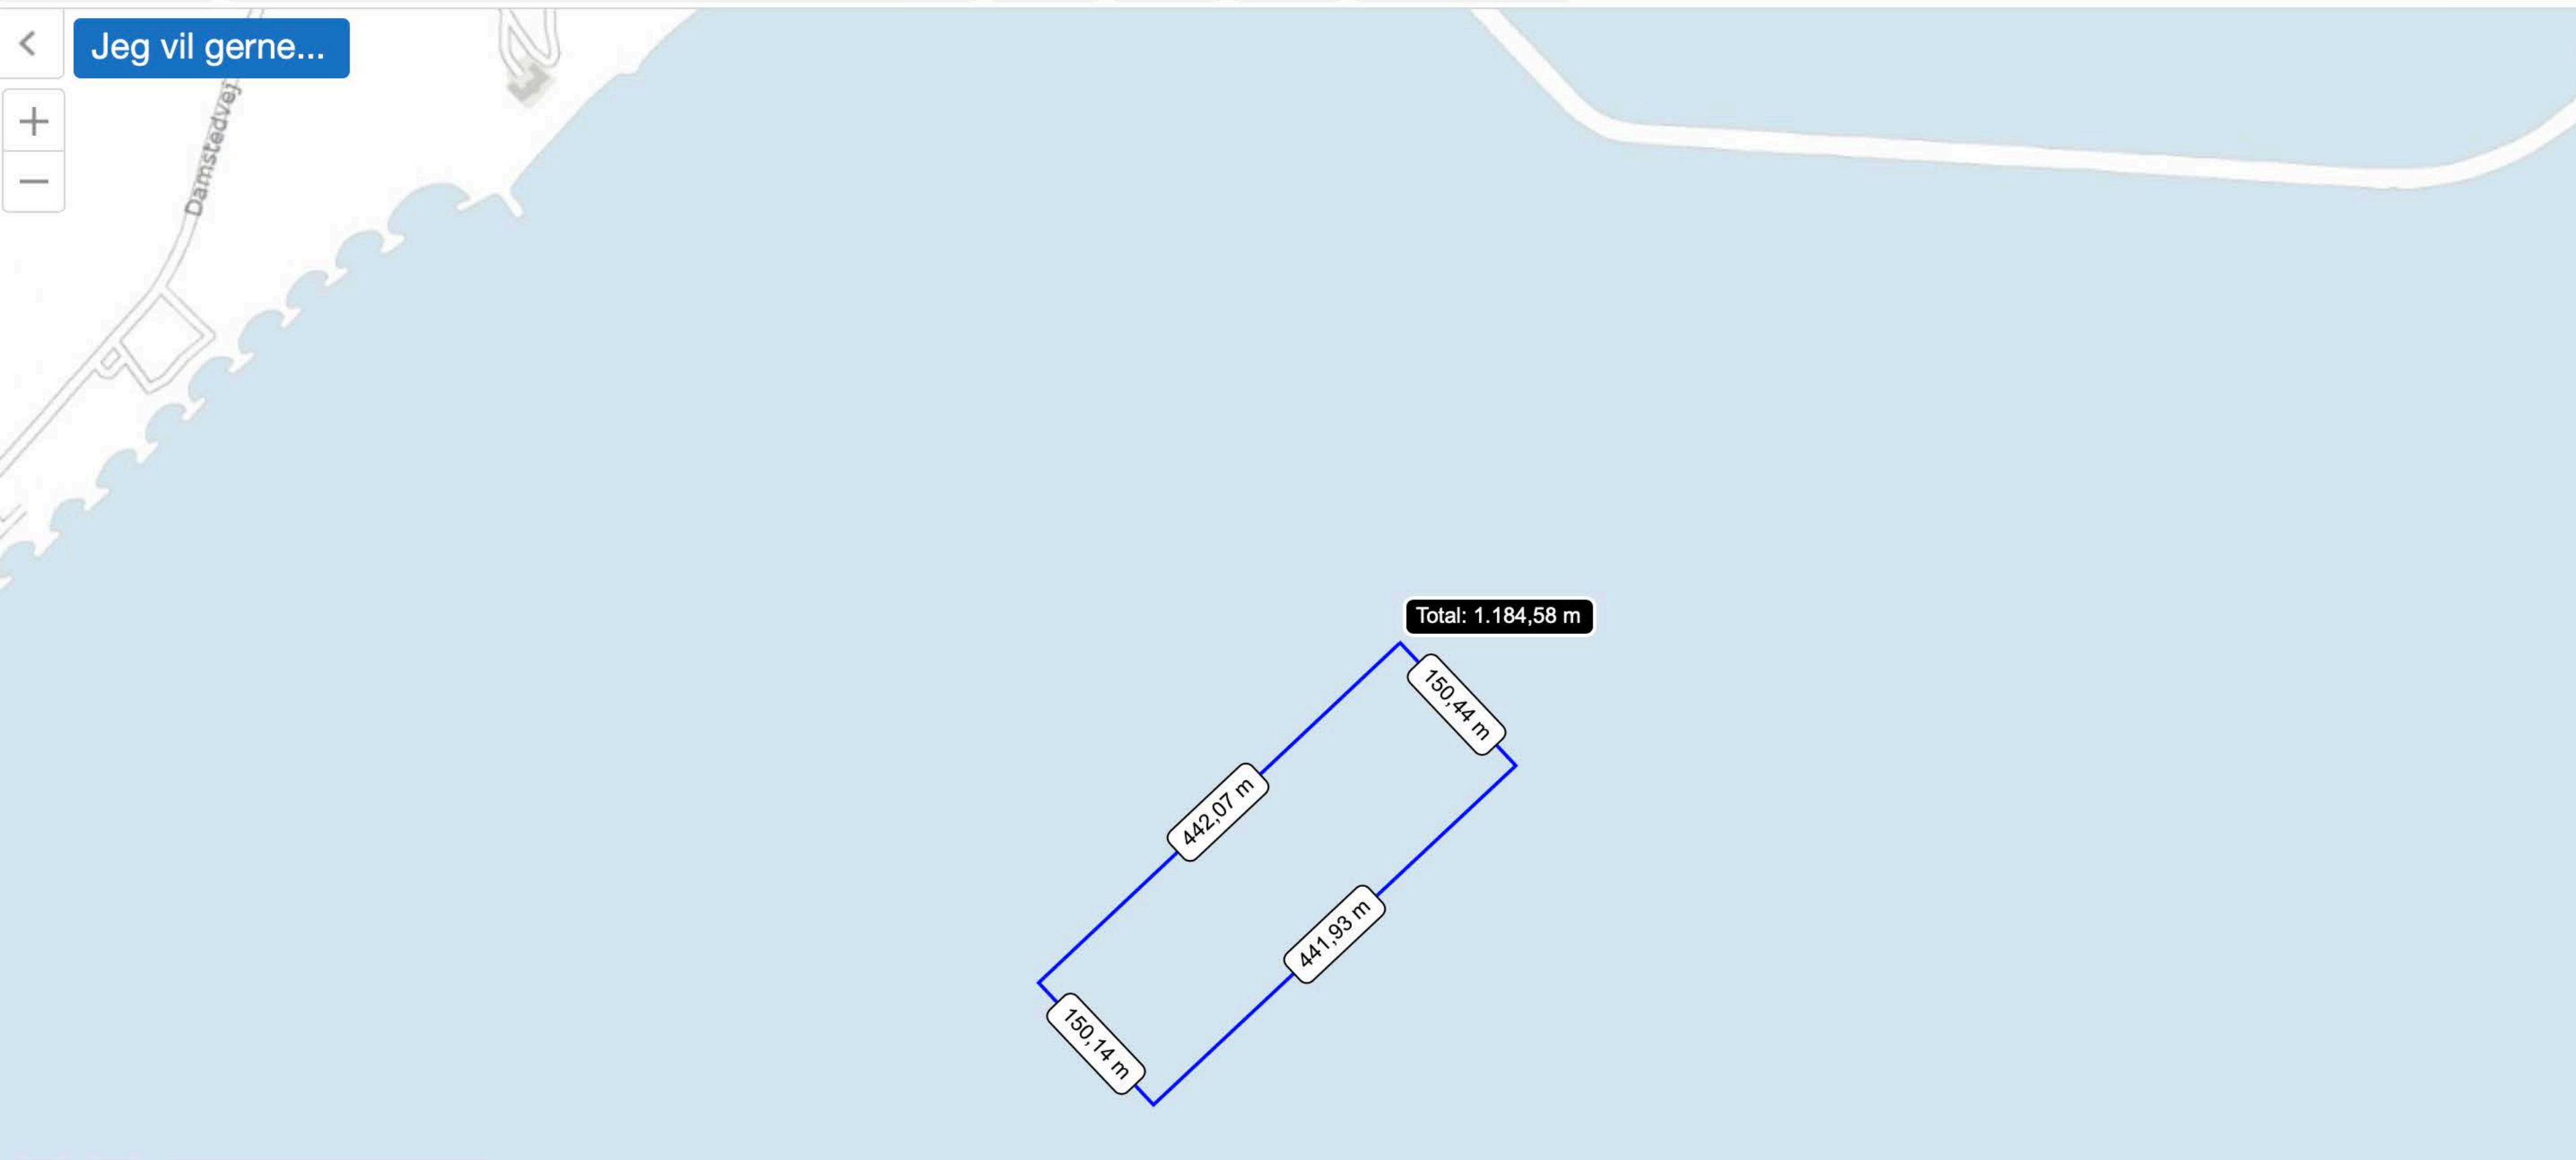 Jeg vil gerne...
Damstedvej
Total: 1.184,58 m
150,44 m
442,07 m
441,93 m
150,14 m